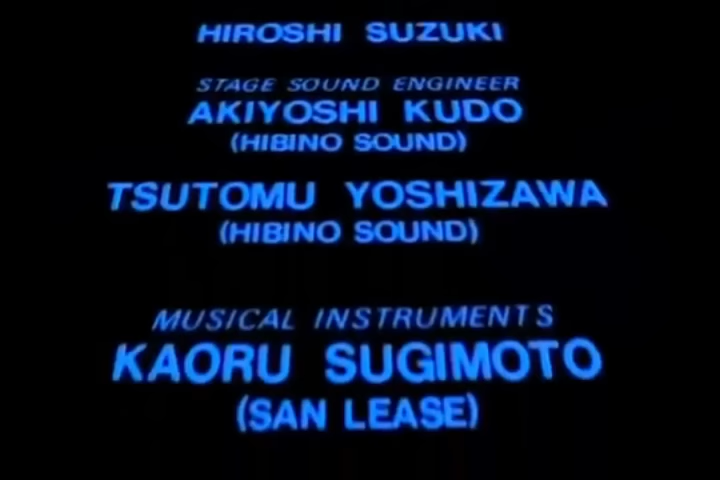 HIROSHI SUZUKI
STAGE SOUND ENGINEER
AKIYOSHI KUDO
(HIBINO SOUND)
TSUTOMU YOSHIZAWA
(HIBINO SOUND)
MUSICAL INSTRUMENTS
KAORU SUGIMOTO
(SAN LEASE)